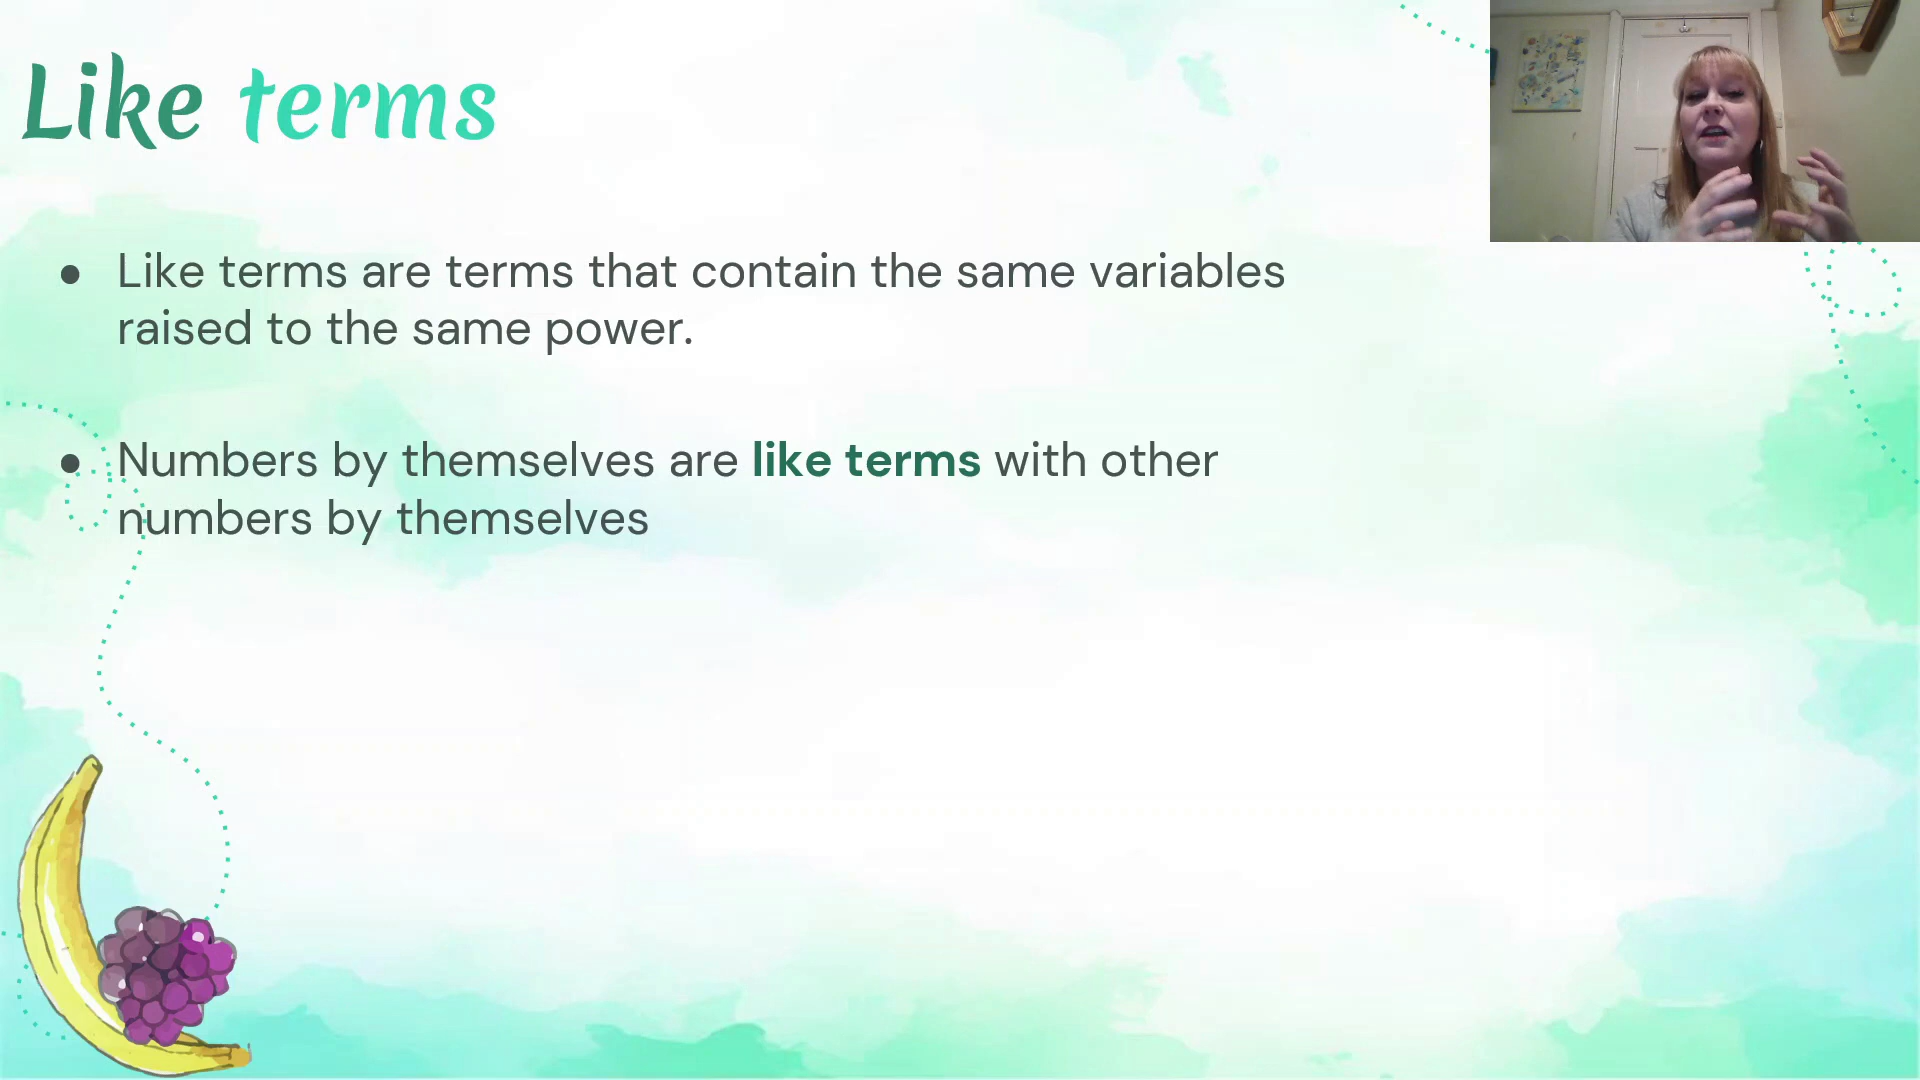 Like terms
Like terms are terms that contain the same variables
raised to the same power.
Numbers by themselves are like terms with other
numbers by themselves